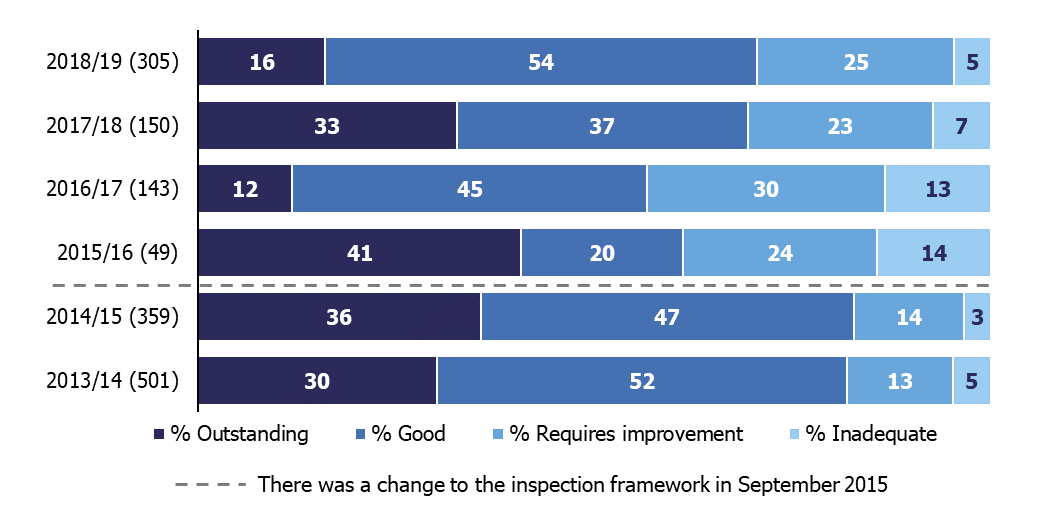 2018/19 (305) 16 54 25 5
2017/18 (150) 33 37 23 7
2016/17 (143) 12 45 30 13
2015/16 (49) 41 20 24 14
2014/15 (359) 36 47 14 3
2013/14 (501) 30 52 13 5
% Outstanding % Good % Requires improvement % Inadequate
There was a change to the inspection framework in September 2015